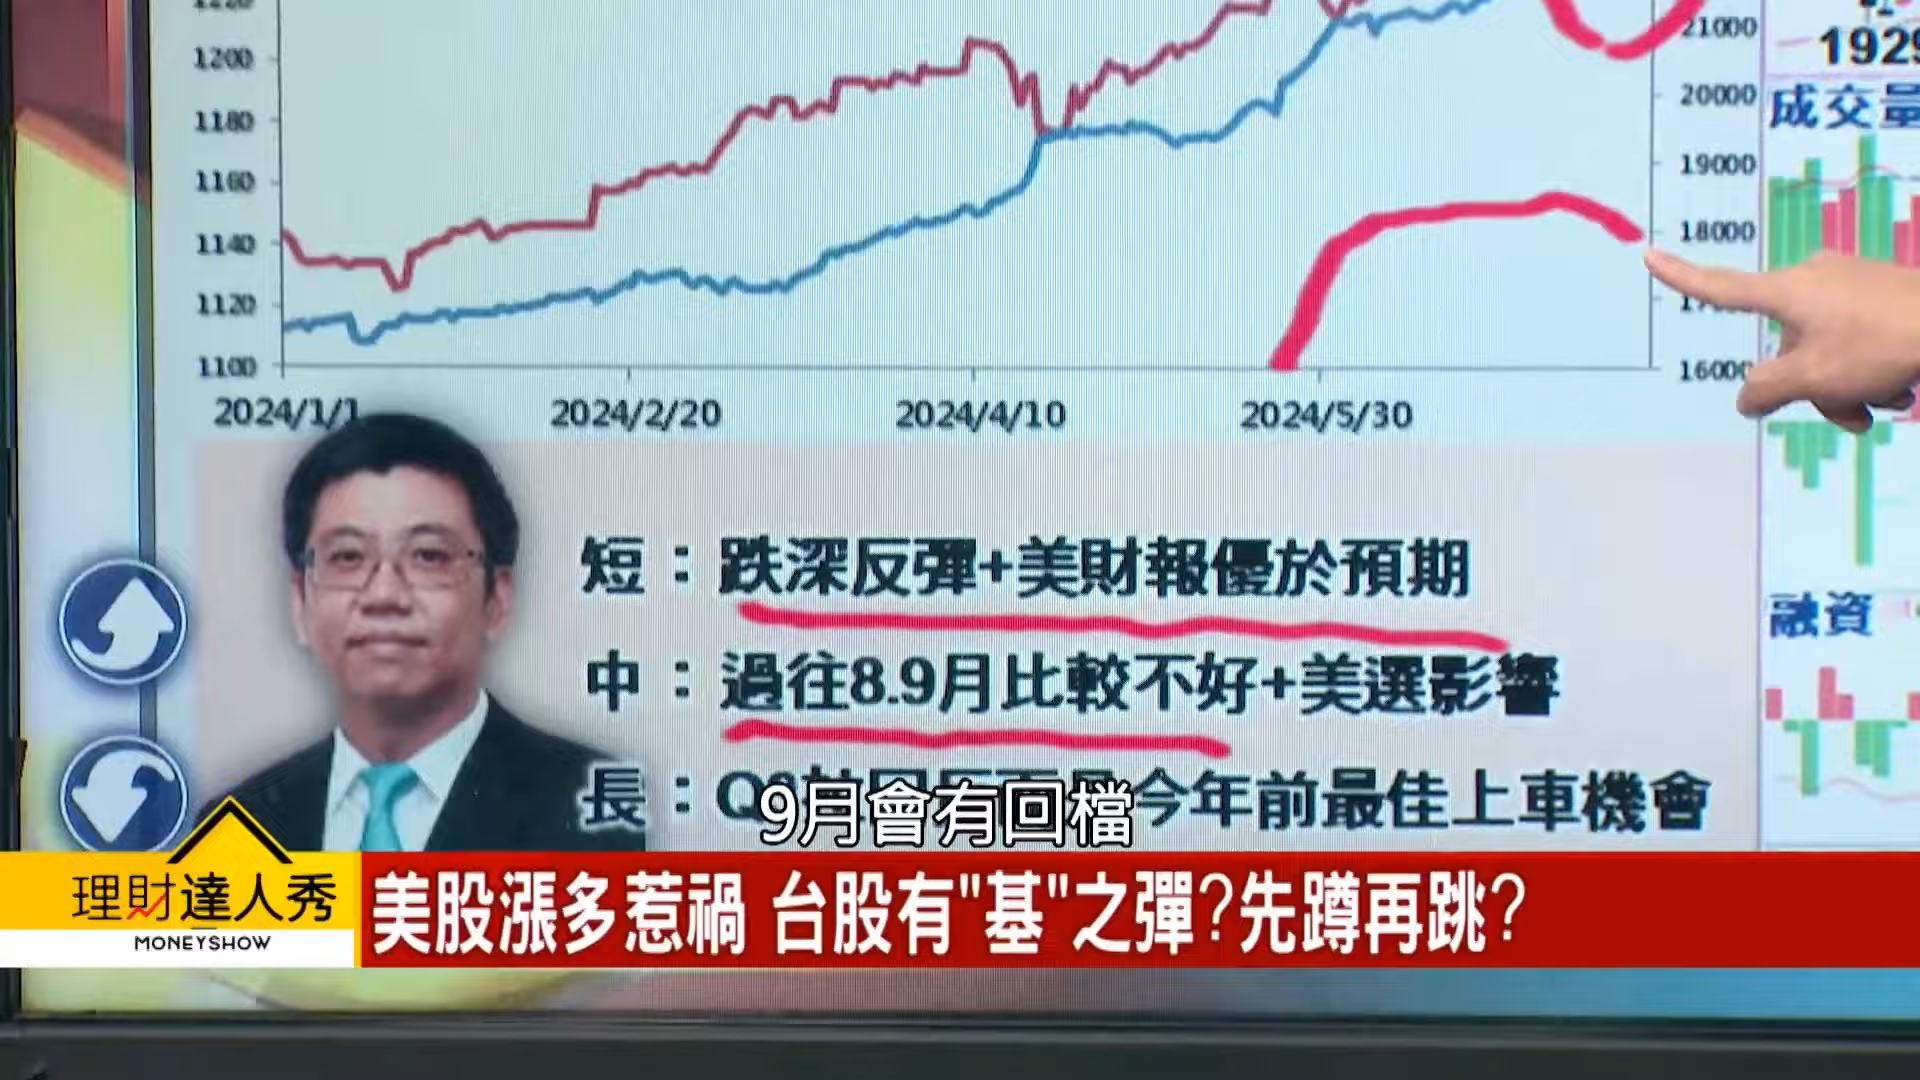 1200
1180
1160
1140
1120
1100
21000
20000
19000
18000
16000
2024/1/1
2024/2/20
2024/4/10
2024/5/30
1929
成交量
融資
短：跌深反彈+美財報優於預期
中：過往8.9月比較不好+美選影響
長：
今年前最佳上車機會
9月會有回檔
理財達人秀
MONEYSHOW
美股漲多惹禍 台股有"基"之彈?先蹲再跳?